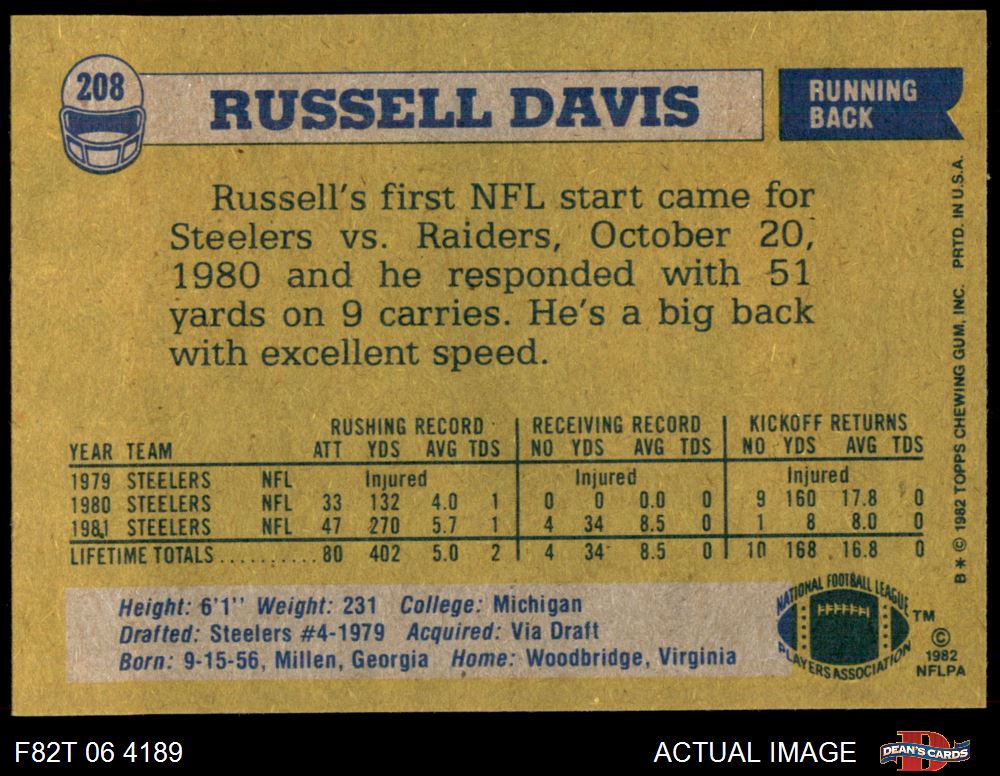 208
RUSSELL DAVIS
RUNNING
BACK
Russell's first NFL start came for
Steelers vs. Raiders, October 20,
1980 and he responded with 51
yards on 9 carries. He's a big back
with excellent speed.
RUSHING RECORD RECEIVING RECORD KICKOFF RETURNS
YEAR TEAM ATT YDS AVG TDS NO YDS AVG TDS NO YDS AVG TDS
1979 STEELERS NFL Injured Injured Injured
1980 STEELERS NFL 33 132 4.0 1 0 0 0.0 0 9 160 17.8 0
1981 STEELERS NFL 47 270 5.7 1 4 34 8.5 0 1 8 8.0 0
LIFETIME TOTALS .......... 80 402 5.0 2 4 34 8.5 0 10 168 16.8 0
Height: 6'1'' Weight: 231 College: Michigan
Drafted: Steelers #4-1979 Acquired: Via Draft
Born: 9-15-56, Millen, Georgia Home: Woodbridge, Virginia
NATIONAL FOOTBALL LEAGUE
PLAYERS ASSOCIATION
TM
©
1982
NFLPA
B✶ © 1982 TOPPS CHEWING GUM, INC. PRTD. IN U.S.A.
F82T 06 4189
ACTUAL IMAGE
D
DEAN'S CARDS